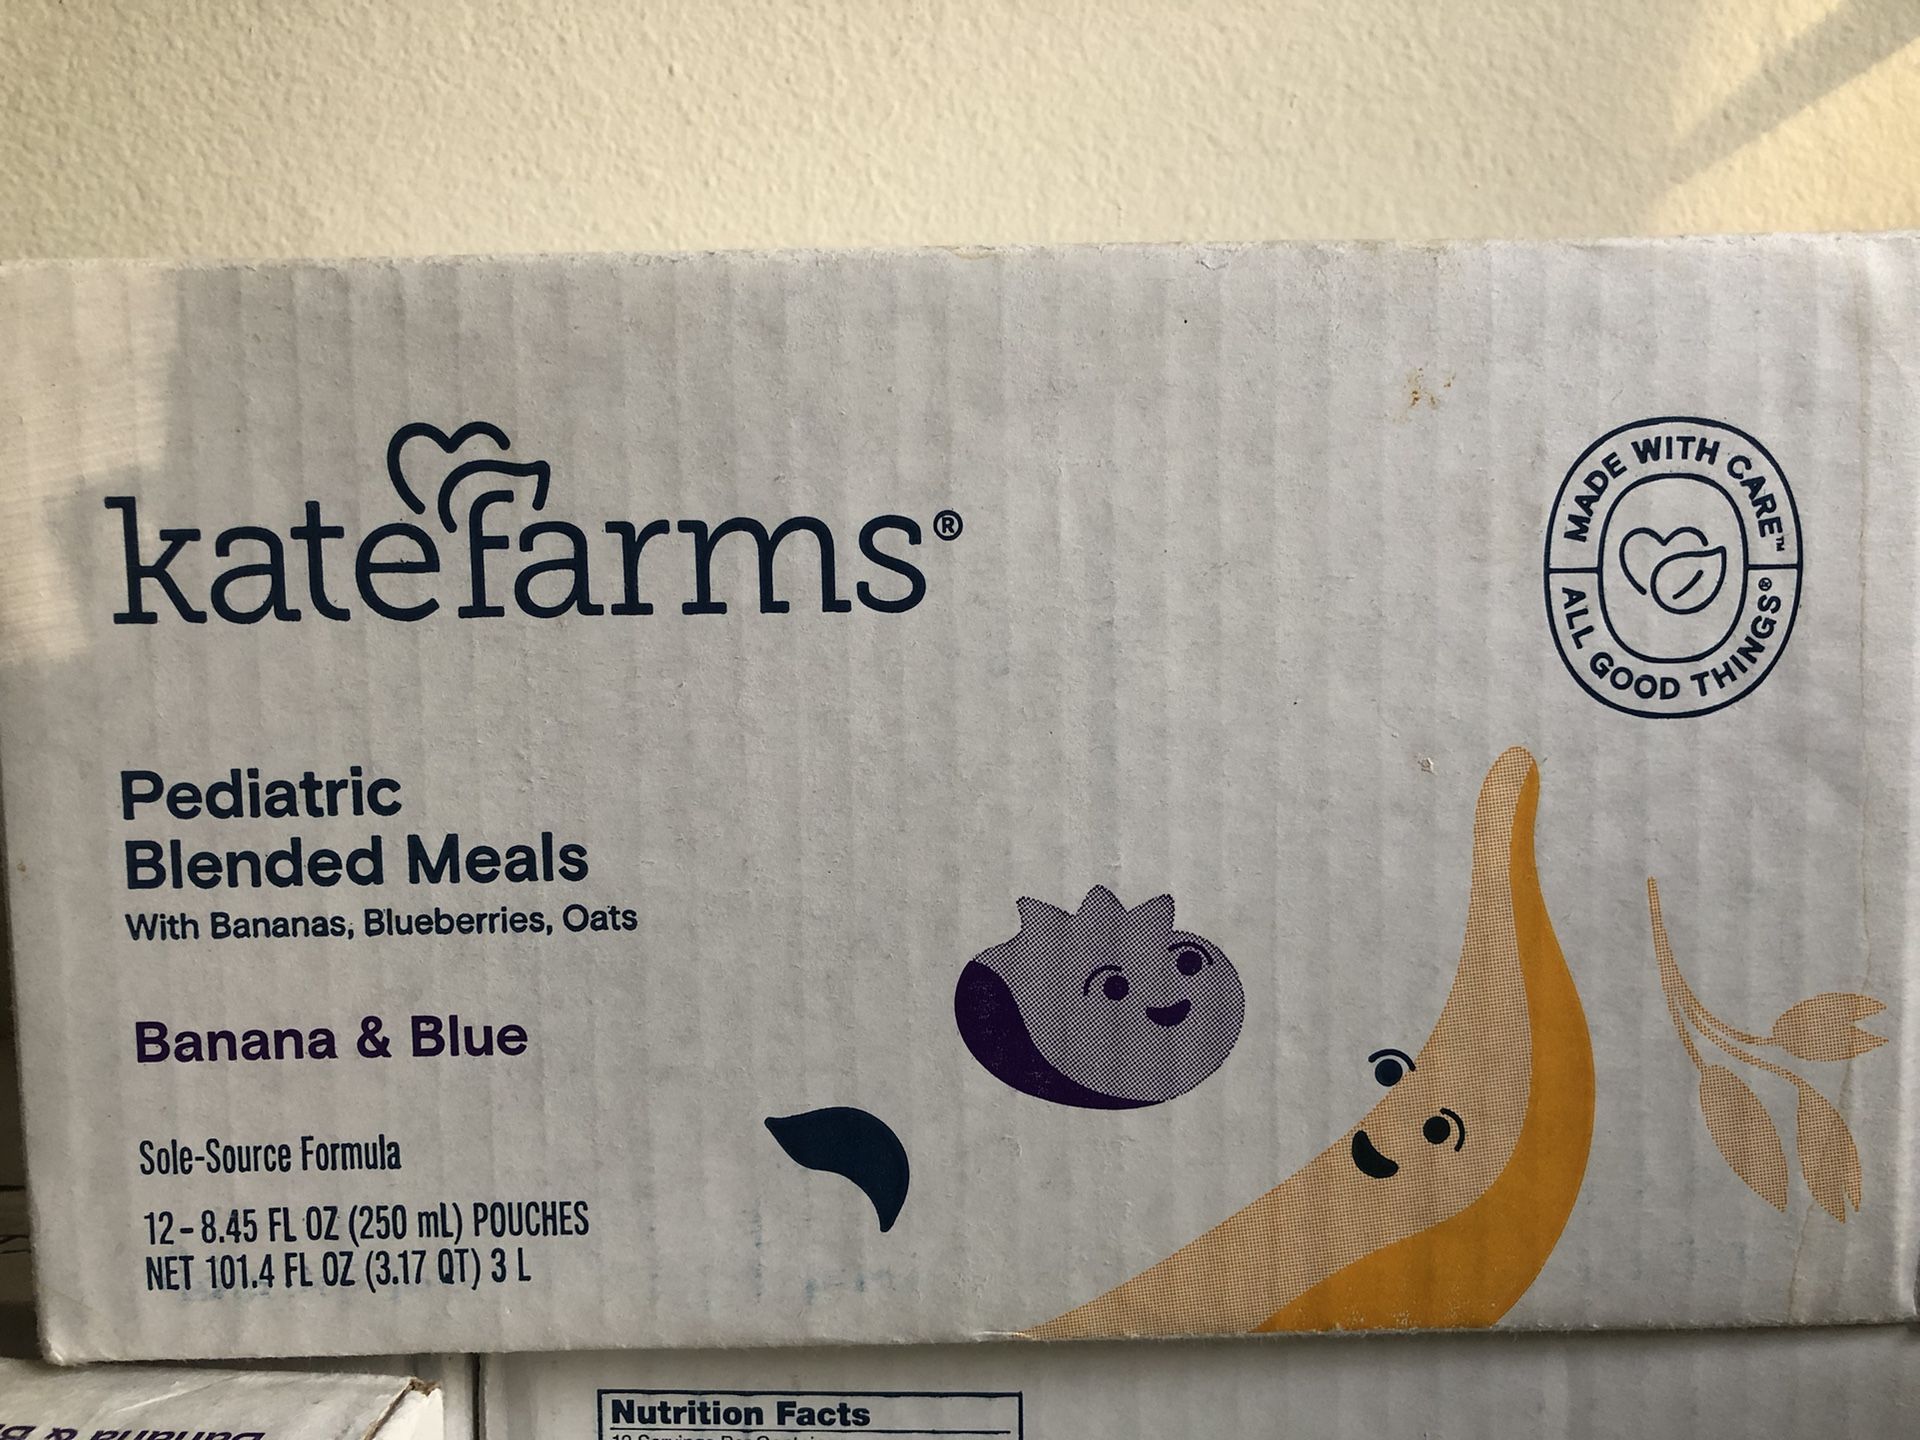 katefarms®
MADE WITH CARE™
ALL GOOD THINGS®
Pediatric
Blended Meals
With Bananas, Blueberries, Oats
Banana & Blue
Sole-Source Formula
12-8.45 FL OZ (250 mL) POUCHES
NET 101.4 FL OZ (3.17 QT) 3 L
Nutrition Facts
Banana & B